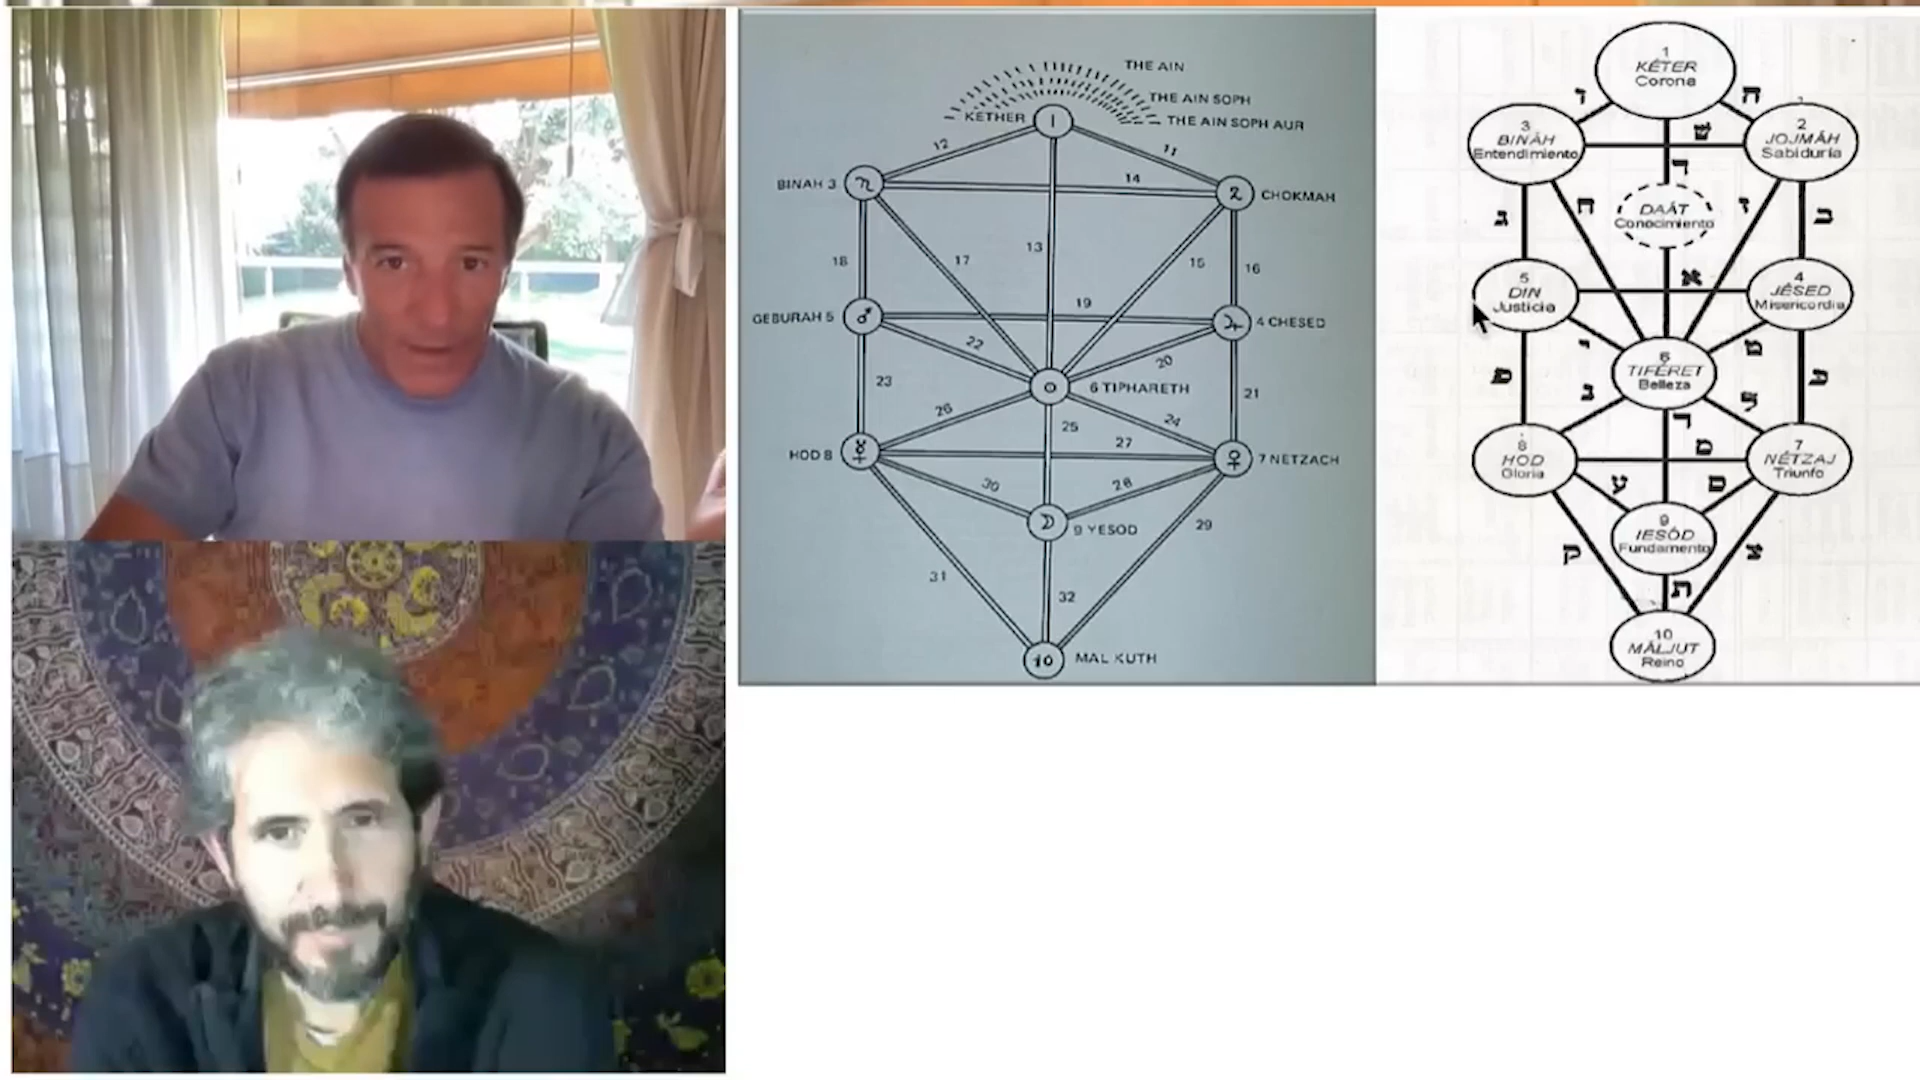 THE AIN
THE AIN SOPH
KETHER 1 THE AIN SOPH AUR
12 11
BINAH 3 14 2 CHOKMAH
13
18 17 15 16
19
GEBURAH 5 4 CHESED
22 20
6 TIPHARETH
23 21
26 24
25
27
HOD 8 7 NETZACH
30 28
9 YESOD
29
31
32
10 MALKUTH
1
KÉTER
Corona
ה
3
BINÁH
Entendimiento
ש
2
JOJMÁH
Sabiduría
ד
DAÁT
Conocimiento
ג ח ב
א
5
DIN
Justicia
4
JÉSED
Misericordia
6
TIFÉRET
Belleza
י
ר
8
HOD
Gloria
7
NÉTZAJ
Triunfo
ע
9
IESÓD
Fundamento
ק
צ
ת
10
MÁLJUT
Reino